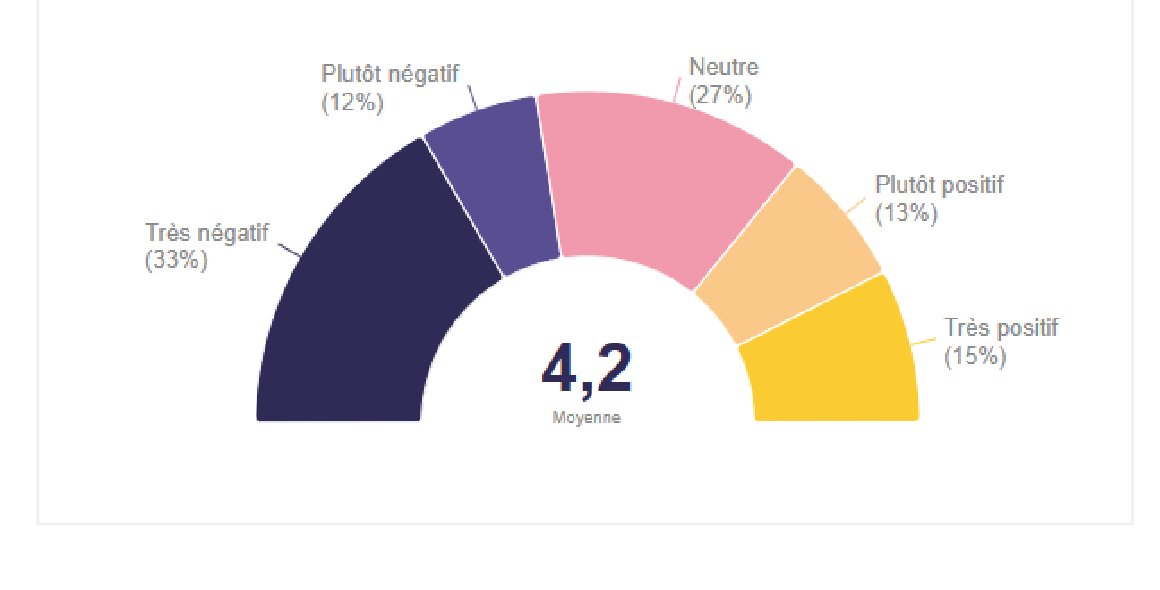 Plutôt négatif
(12%)
Neutre
(27%)
Plutôt positif
(13%)
Très négatif
(33%)
Très positif
(15%)
4,2
Moyenne